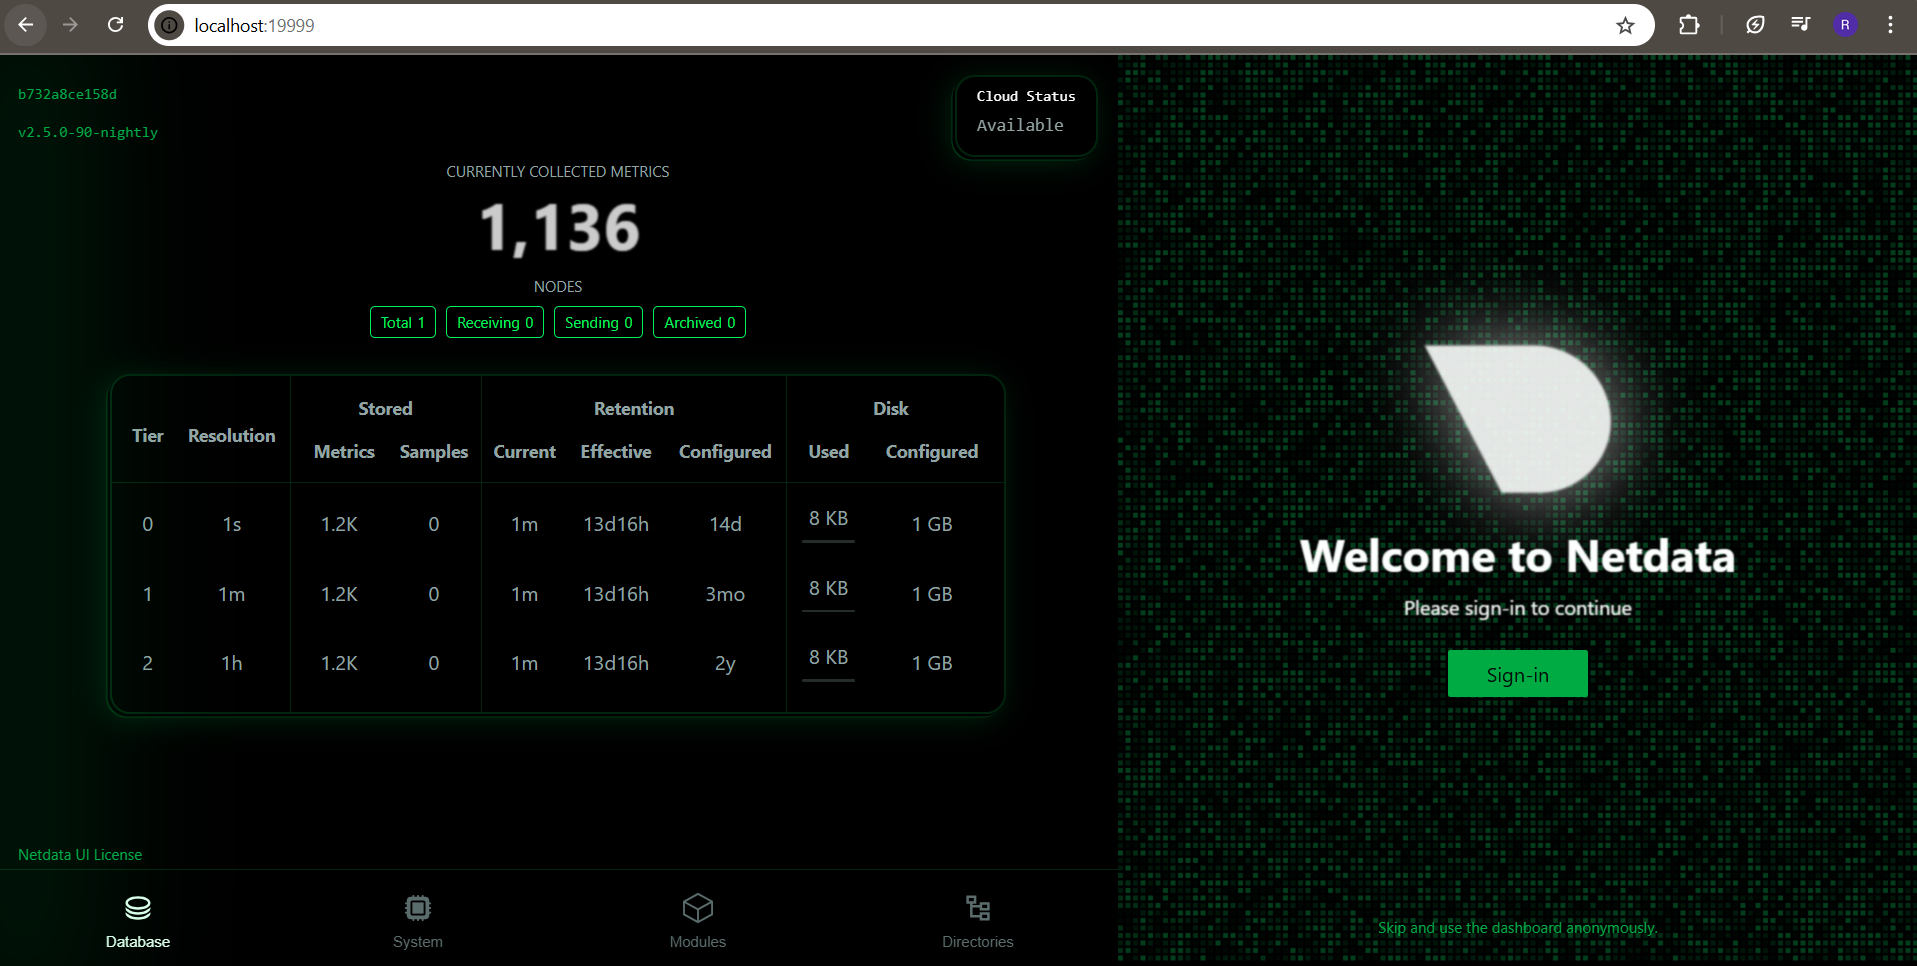 localhost:19999
R
b732a8ce158d
v2.5.0-90-nightly
Cloud Status
Available
CURRENTLY COLLECTED METRICS
1,136
NODES
Total 1 Receiving 0 Sending 0 Archived 0
Stored Retention Disk
Tier Resolution
Metrics Samples Current Effective Configured Used Configured
0 1s 1.2K 0 1m 13d16h 14d 8 KB 1 GB
1 1m 1.2K 0 1m 13d16h 3mo 8 KB 1 GB
2 1h 1.2K 0 1m 13d16h 2y 8 KB 1 GB
Netdata UI License
Database System Modules Directories
Welcome to Netdata
Please sign-in to continue
Sign-in
Skip and use the dashboard anonymously.